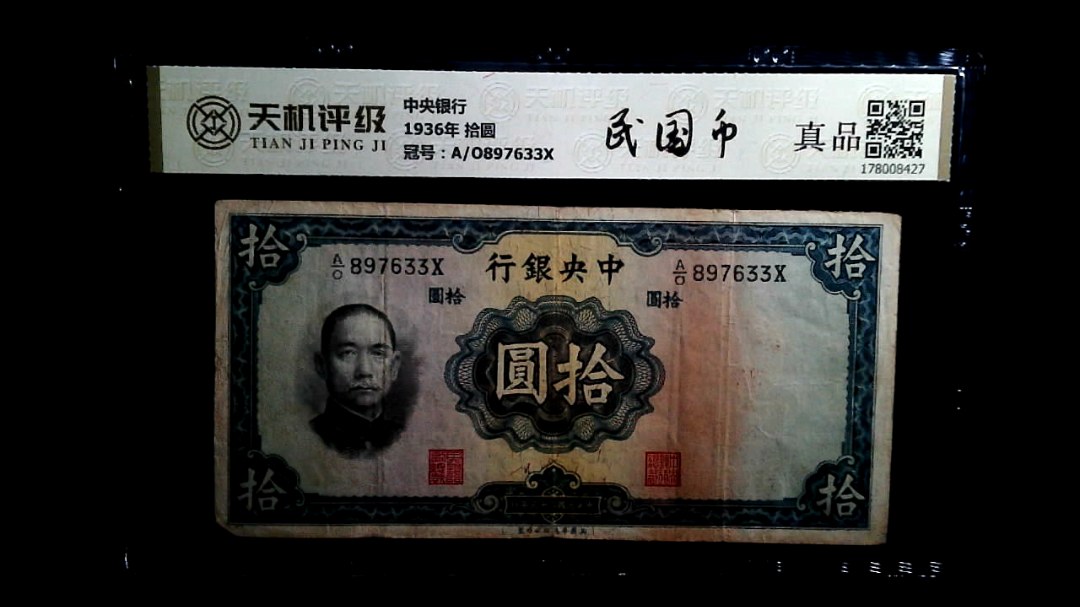 天机评级
TIAN JI PING JI
中央银行
1936年 拾圆
冠号：A/O897633X
民国币
真品
178008427
拾
拾
A/O 897633X
行銀央中
A/O 897633X
圓拾
圓拾
圓拾
拾
拾